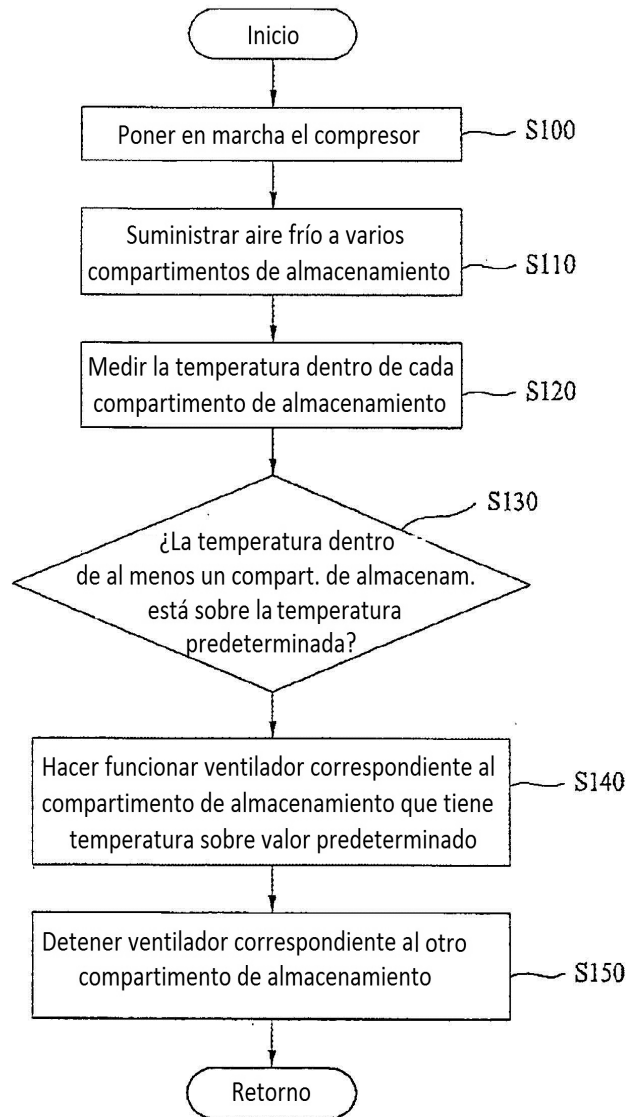 Inicio
Poner en marcha el compresor
S100
Suministrar aire frío a varios
compartimentos de almacenamiento
S110
Medir la temperatura dentro de cada
compartimento de almacenamiento
S120
S130
¿La temperatura dentro
de al menos un compart. de almacenam.
está sobre la temperatura
predeterminada?
Hacer funcionar ventilador correspondiente al
compartimento de almacenamiento que tiene
temperatura sobre valor predeterminado
S140
Detener ventilador correspondiente al otro
compartimento de almacenamiento
S150
Retorno